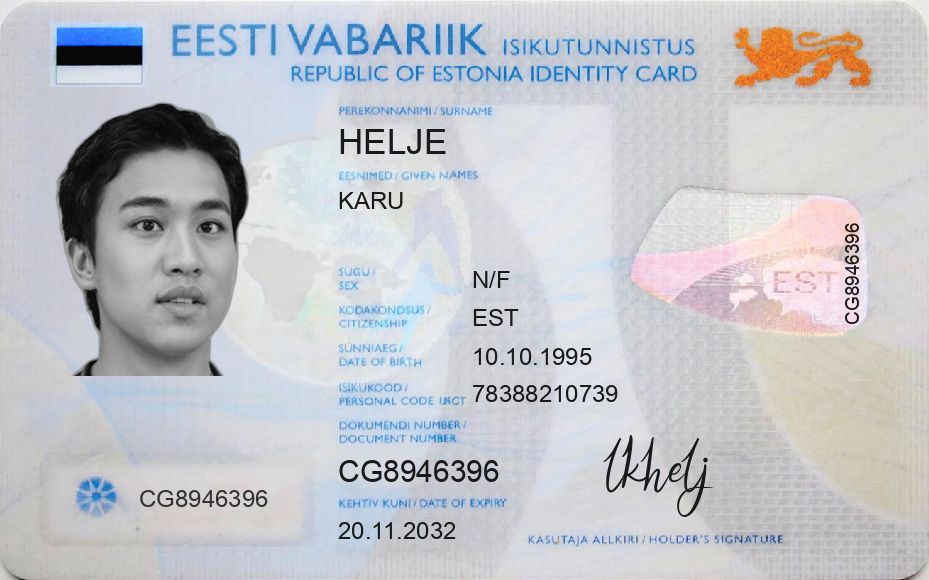 EESTI VABARIIK ISIKUTUNNISTUS
REPUBLIC OF ESTONIA IDENTITY CARD
PEREKONNANIMI / SURNAME
HELJE
EESNIMED / GIVEN NAMES
KARU
SUGU /
SEX
N/F
KODAKONDSUS /
CITIZENSHIP
EST
SÜNNIAEG /
DATE OF BIRTH
10.10.1995
ISIKUKOOD /
PERSONAL CODE
78388210739
DOKUMENDI NUMBER /
DOCUMENT NUMBER
CG8946396
KEHTIV KUNI / DATE OF EXPIRY
20.11.2032
CG8946396
EST
CG8946396
KASUTAJA ALLKIRI / HOLDER'S SIGNATURE